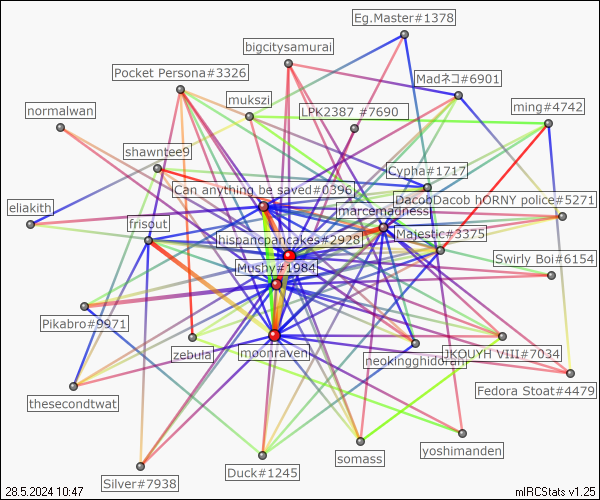 Eg.Master#1378
bigcitysamurai
Pocket Persona#3326
Madネコ#6901
mukszi
LPK2387 #7690
ming#4742
normalwan
shawntee9
Cypha#1717
Can anything be saved#0396
DacobDacob hORNY police#5271
eliakith
marcemadness
frisout
Majestic#3375
hispancpancakes#2928
Swirly Boi#6154
Mushy#1984
Pikabro#9971
zebula
moonraven
JKOUYH VIII#7034
neokingghidorah
Fedora Stoat#4479
thesecondtwat
yoshimanden
somass
Duck#1245
Silver#7938
28.5.2024 10:47
mIRCStats v1.25